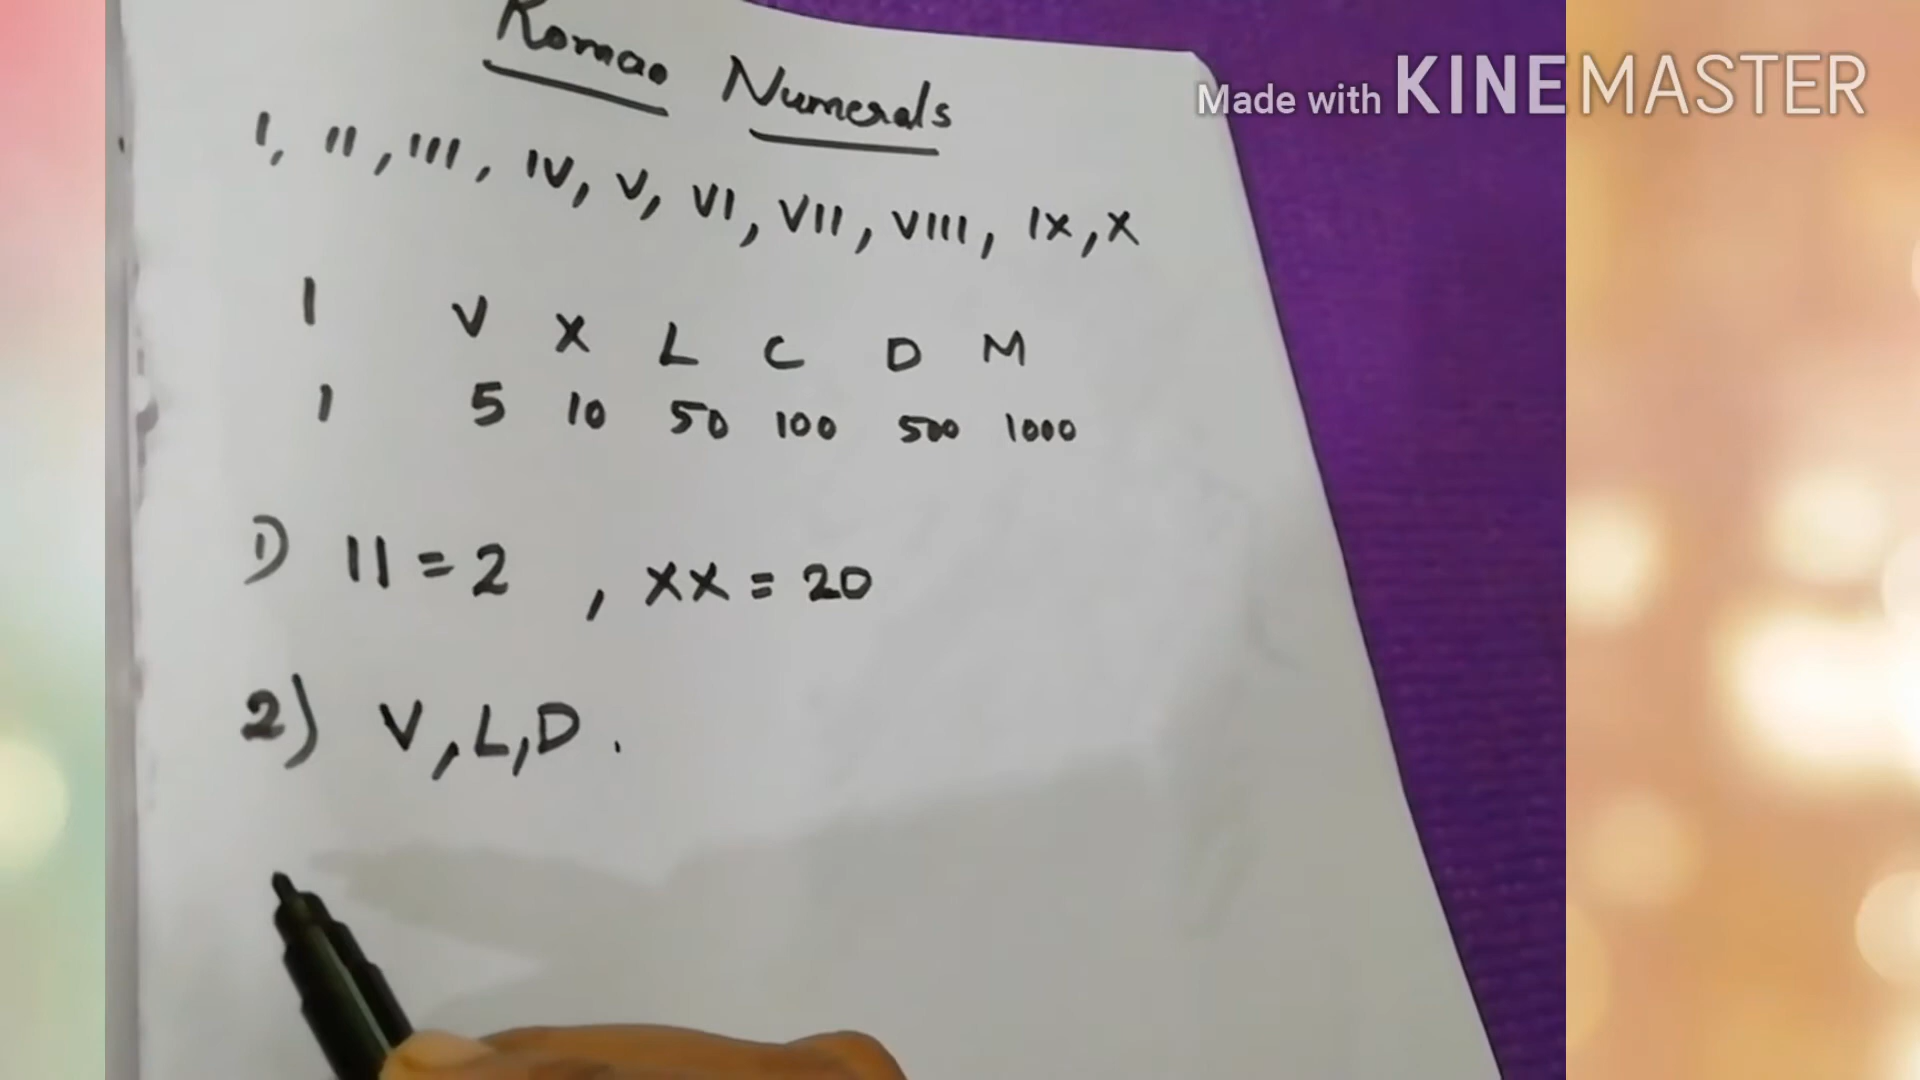 Roman Numerals
Made with KINEMASTER
I, II, III, IV, V, VI, VII, VIII, IX, X
I V X L C D M
1 5 10 50 100 500 1000
1) II = 2 , XX = 20
2) V, L, D .